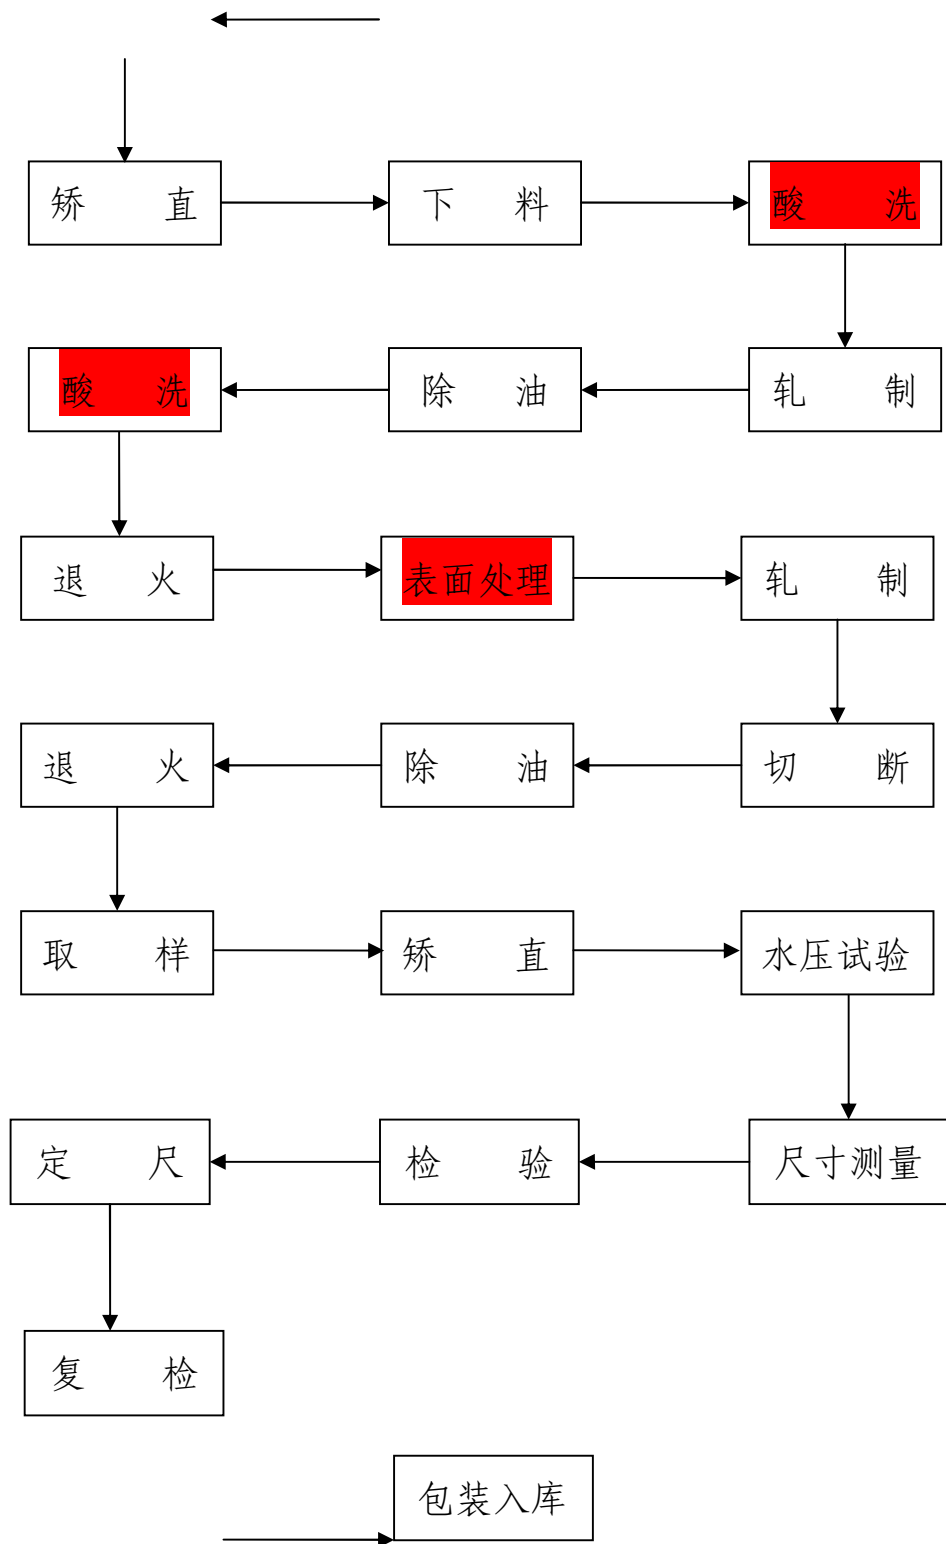 矫 直 下 料 酸 洗
酸 洗 除 油 轧 制
退 火 表面处理 轧 制
退 火 除 油 切 断
取 样 矫 直 水压试验
定 尺 检 验 尺寸测量
复 检
包装入库